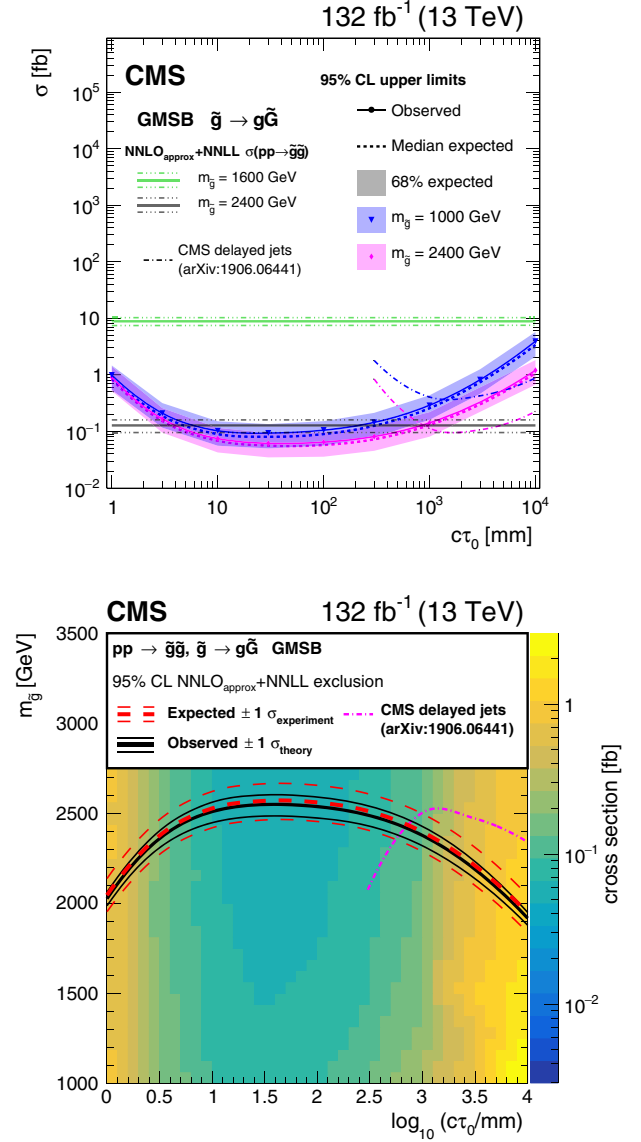 132 fb⁻¹ (13 TeV)
σ [fb]
CMS
GMSB g̃ → gG̃
NNLO_approx+NNLL σ(pp→g̃g̃)
m_g̃ = 1600 GeV
m_g̃ = 2400 GeV
CMS delayed jets
(arXiv:1906.06441)
95% CL upper limits
Observed
Median expected
68% expected
m_g̃ = 1000 GeV
m_g̃ = 2400 GeV
10⁵
10⁴
10³
10²
10
1
10⁻¹
10⁻²
1 10 10² 10³ 10⁴
cτ₀ [mm]
CMS 132 fb⁻¹ (13 TeV)
m_g̃ [GeV]
pp → g̃g̃, g̃ → gG̃ GMSB
95% CL NNLO_approx+NNLL exclusion
Expected ± 1 σ_experiment
Observed ± 1 σ_theory
CMS delayed jets
(arXiv:1906.06441)
3500
3000
2500
2000
1500
1000
0 0.5 1 1.5 2 2.5 3 3.5 4
log₁₀ (cτ₀/mm)
1
10⁻¹
10⁻²
cross section [fb]